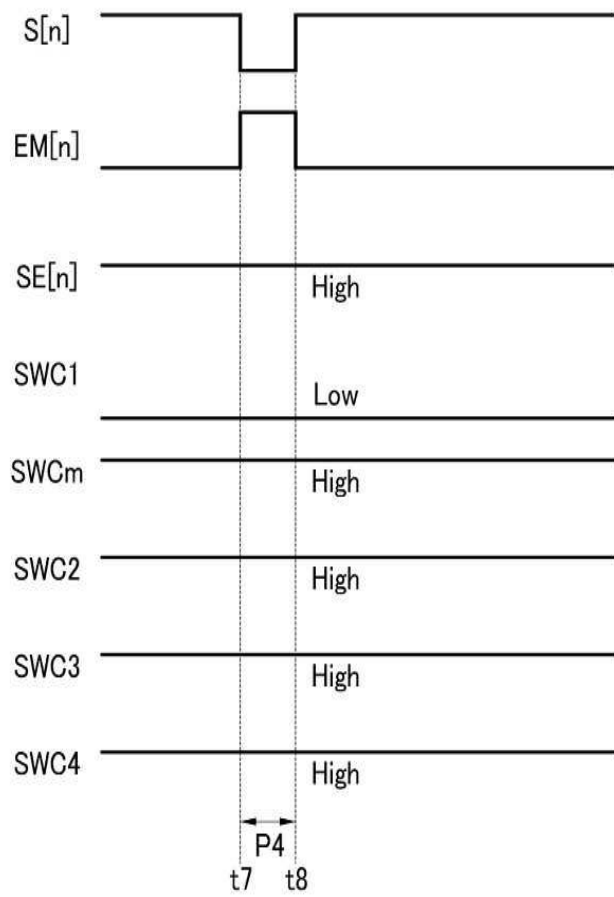 S[n]
EM[n]
SE[n]
High
SWC1
Low
SWCm
High
SWC2
High
SWC3
High
SWC4
High
P4
t7 t8